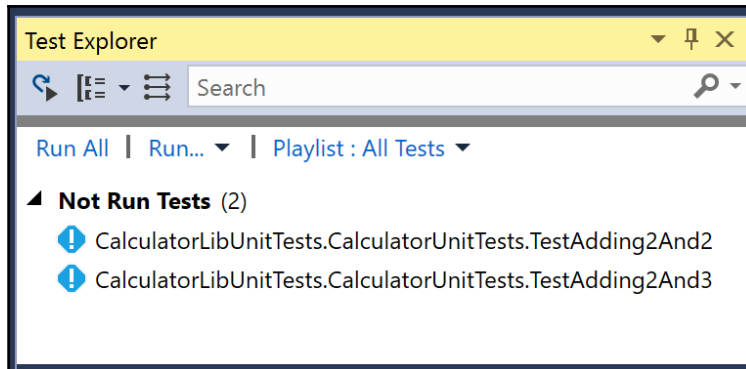 Test Explorer
Search
Run All | Run... | Playlist : All Tests
Not Run Tests (2)
CalculatorLibUnitTests.CalculatorUnitTests.TestAdding2And2
CalculatorLibUnitTests.CalculatorUnitTests.TestAdding2And3